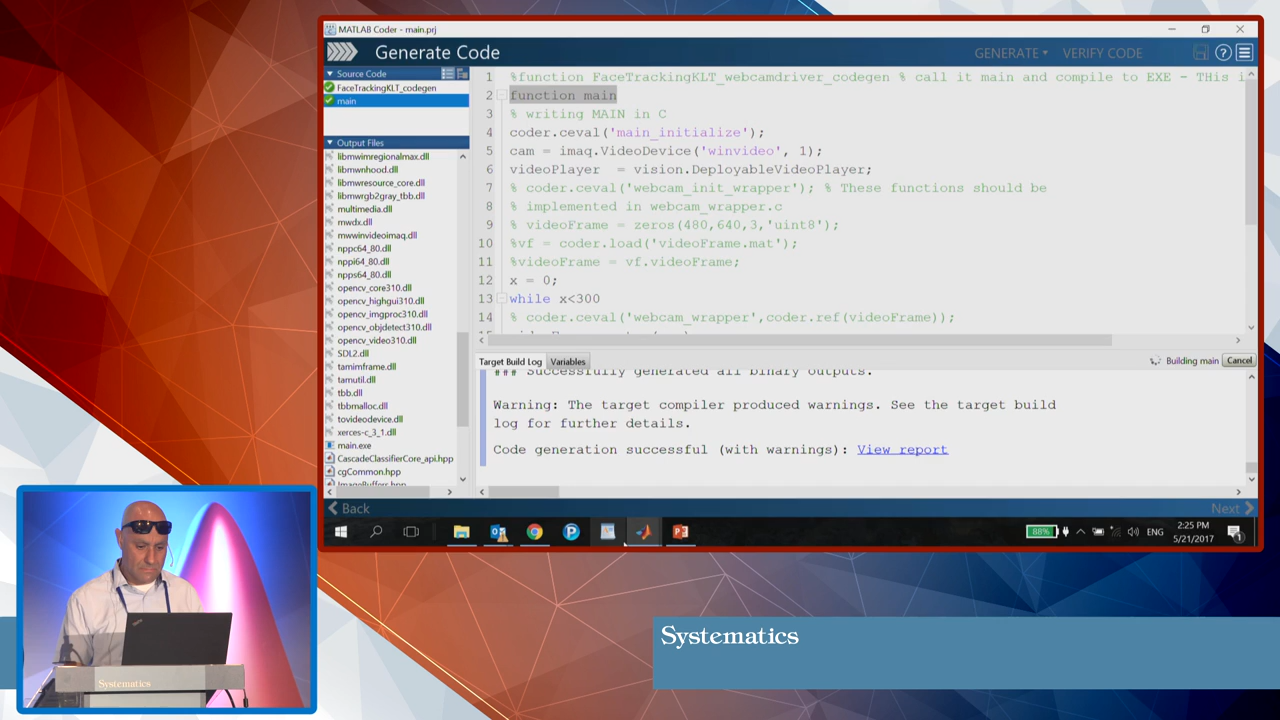 MATLAB Coder - main.prj
Generate Code
GENERATE
VERIFY CODE
Source Code
FaceTrackingKLT_codegen
main
Output Files
libmwimregionalmax.dll
libmwnhood.dll
libmwresource_core.dll
libmwrgb2gray_tbb.dll
multimedia.dll
mwdx.dll
mwwinvideoimaq.dll
nppc64_80.dll
nppi64_80.dll
npps64_80.dll
opencv_core310.dll
opencv_highgui310.dll
opencv_imgproc310.dll
opencv_objdetect310.dll
opencv_video310.dll
SDL2.dll
tamimframe.dll
tamutil.dll
tbb.dll
tbbmalloc.dll
tovideodevice.dll
xerces-c_3_1.dll
main.exe
CascadeClassifierCore_api.hpp
cgCommon.hpp
ImageBuffers.hpp
1 %function FaceTrackingKLT_webcamdriver_codegen % call it main and compile to EXE - THis i
2 function main
3 % writing MAIN in C
4 coder.ceval('main_initialize');
5 cam = imaq.VideoDevice('winvideo', 1);
6 videoPlayer = vision.DeployableVideoPlayer;
7 % coder.ceval('webcam_init_wrapper'); % These functions should be
8 % implemented in webcam_wrapper.c
9 % videoFrame = zeros(480,640,3,'uint8');
10 %vf = coder.load('videoFrame.mat');
11 %videoFrame = vf.videoFrame;
12 x = 0;
13 while x<300
14 % coder.ceval('webcam_wrapper',coder.ref(videoFrame));
Target Build Log
Variables
Building main
Cancel
### Successfully generated all binary outputs.
Warning: The target compiler produced warnings. See the target build
log for further details.
Code generation successful (with warnings): View report
Back
Next
88%
ENG
2:25 PM
5/21/2017
Systematics
Systematics